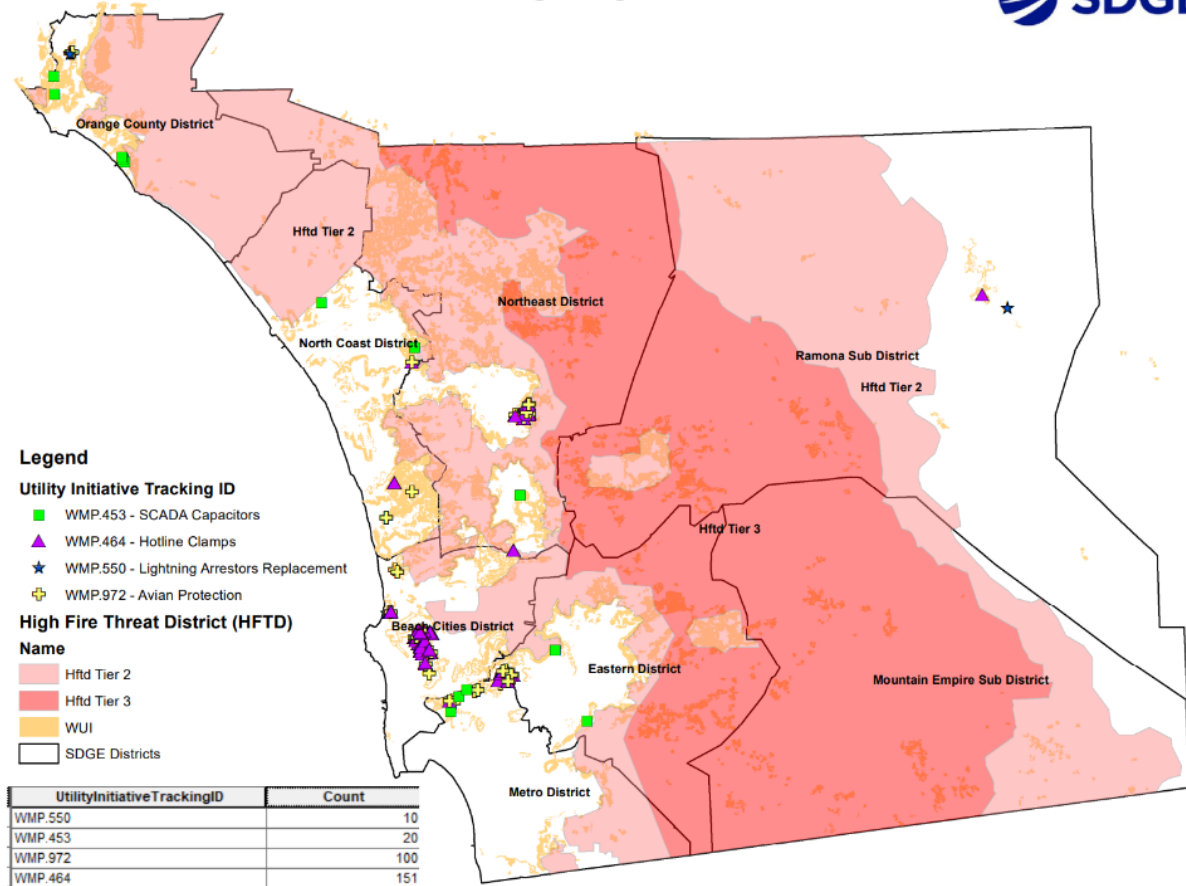 SDGE
Orange County District
Hftd Tier 2
Northeast District
North Coast District
Ramona Sub District
Hftd Tier 2
Legend
Utility Initiative Tracking ID
WMP.453 - SCADA Capacitors
WMP.464 - Hotline Clamps
WMP.550 - Lightning Arrestors Replacement
WMP.972 - Avian Protection
High Fire Threat District (HFTD)
Name
Hftd Tier 2
Hftd Tier 3
WUI
SDGE Districts
Hftd Tier 3
Beach Cities District
Eastern District
Mountain Empire Sub District
Metro District
UtilityInitiativeTrackingID Count
WMP.550 10
WMP.453 20
WMP.972 100
WMP.464 151